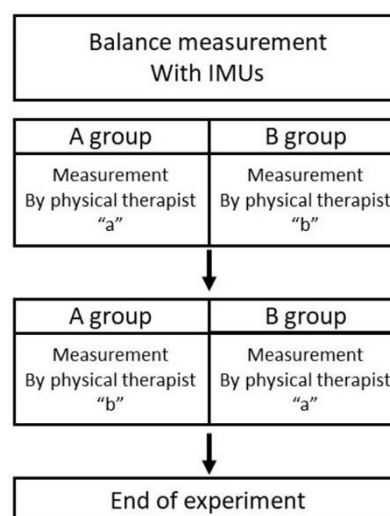 Balance measurement
With IMUs
A group
B group
Measurement
By physical therapist
"a"
Measurement
By physical therapist
"b"
A group
B group
Measurement
By physical therapist
"b"
Measurement
By physical therapist
"a"
End of experiment